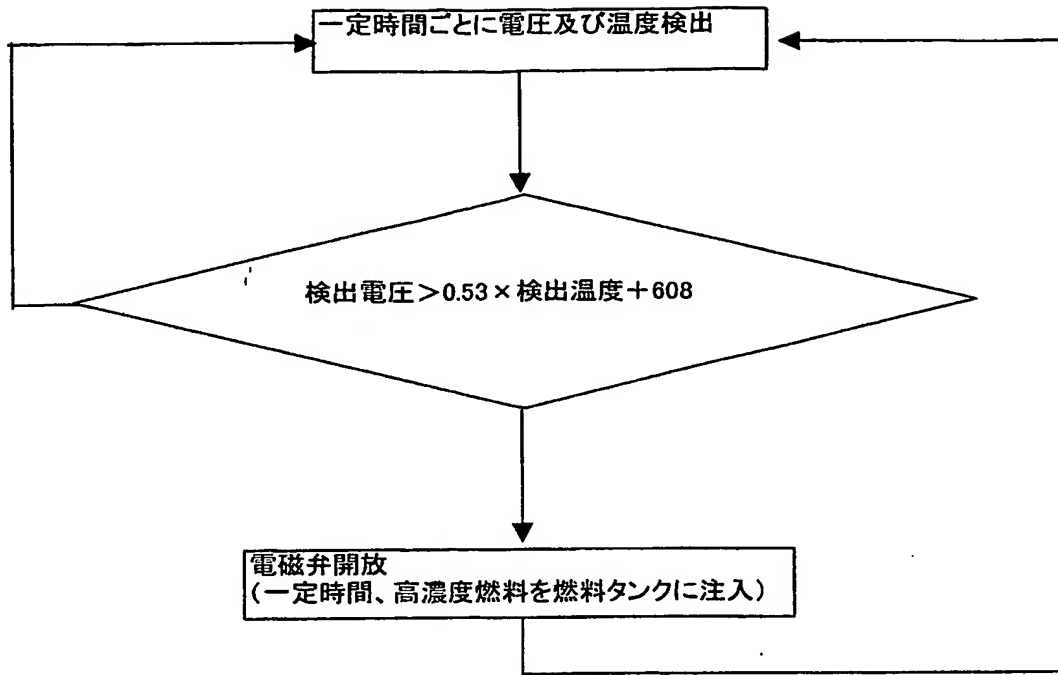 一定時間ごとに電圧及び温度検出
検出電圧＞0.53×検出温度＋608
電磁弁開放
(一定時間、高濃度燃料を燃料タンクに注入)